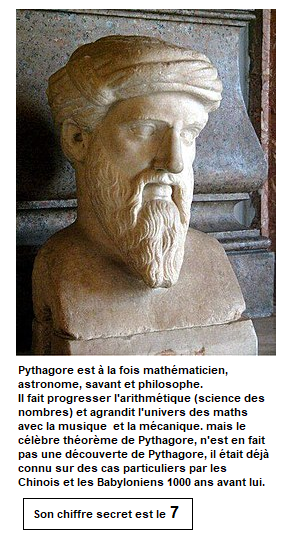 Pythagore est à la fois mathématicien,
astronome, savant et philosophe.
Il fait progresser l'arithmétique (science des
nombres) et agrandit l'univers des maths
avec la musique et la mécanique. mais le
célèbre théorème de Pythagore, n'est en fait
pas une découverte de Pythagore, il était déjà
connu sur des cas particuliers par les
Chinois et les Babyloniens 1000 ans avant lui.
Son chiffre secret est le 7